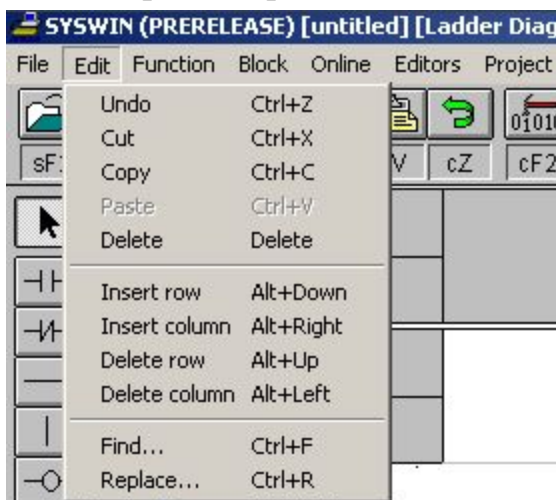 SYSWIN (PRERELEASE) [untitled] [Ladder Diag
File Edit Function Block Online Editors Project
Undo Ctrl+Z
Cut Ctrl+X
Copy Ctrl+C
Paste Ctrl+V
Delete Delete
Insert row Alt+Down
Insert column Alt+Right
Delete row Alt+Up
Delete column Alt+Left
Find... Ctrl+F
Replace... Ctrl+R
0101
sF
V cZ cF2